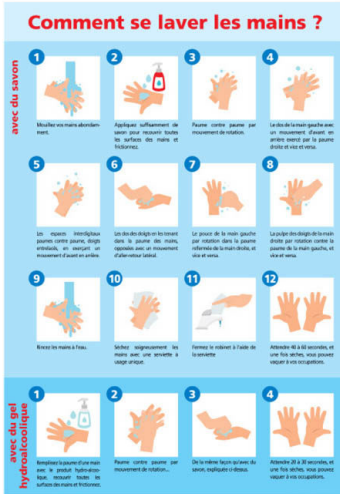 Comment se laver les mains ?
avec du savon
1
2
3
4
Mouillez vos mains abondam-
ment.
Appliquez suffisamment de
savon pour recouvrir toutes
les surfaces des mains et
frictionnez.
Paume contre paume par
mouvement de rotation.
Le dos de la main gauche avec
un mouvement d'avant en
arrière exercé par la paume
droite et vice et versa.
5
6
7
8
Les espaces interdigitaux
paumes contre paume, doigts
entrelacés, en exerçant un
mouvement d'avant en arrière.
Les dos des doigts en les tenant
dans la paume des mains,
opposées avec un mouvement
d'aller-retour latéral.
Le pouce de la main gauche
par rotation dans la paume
refermée de la main droite, et
vice et versa.
La pulpe des doigts de la main
droite par rotation contre la
paume de la main gauche, et
vice et versa.
9
10
11
12
Rincez les mains à l'eau.
Séchez soigneusement les
mains avec une serviette à
usage unique.
Fermez le robinet à l'aide de
la serviette
Attendre 40 à 60 secondes, et
une fois sèches, vous pouvez
vaquer à vos occupations.
avec du gel
hydroalcoolique
1
2
3
4
Remplissez la paume d'une main
avec le produit hydro-alcoo-
lique, recouvrir toutes les
surfaces des mains et frictionnez.
Paume contre paume par
mouvement de rotation...
De la même façon qu'avec du
savon, expliquée ci-dessus.
Attendre 20 à 30 secondes, et
une fois sèches, vous pouvez
vaquer à vos occupations.